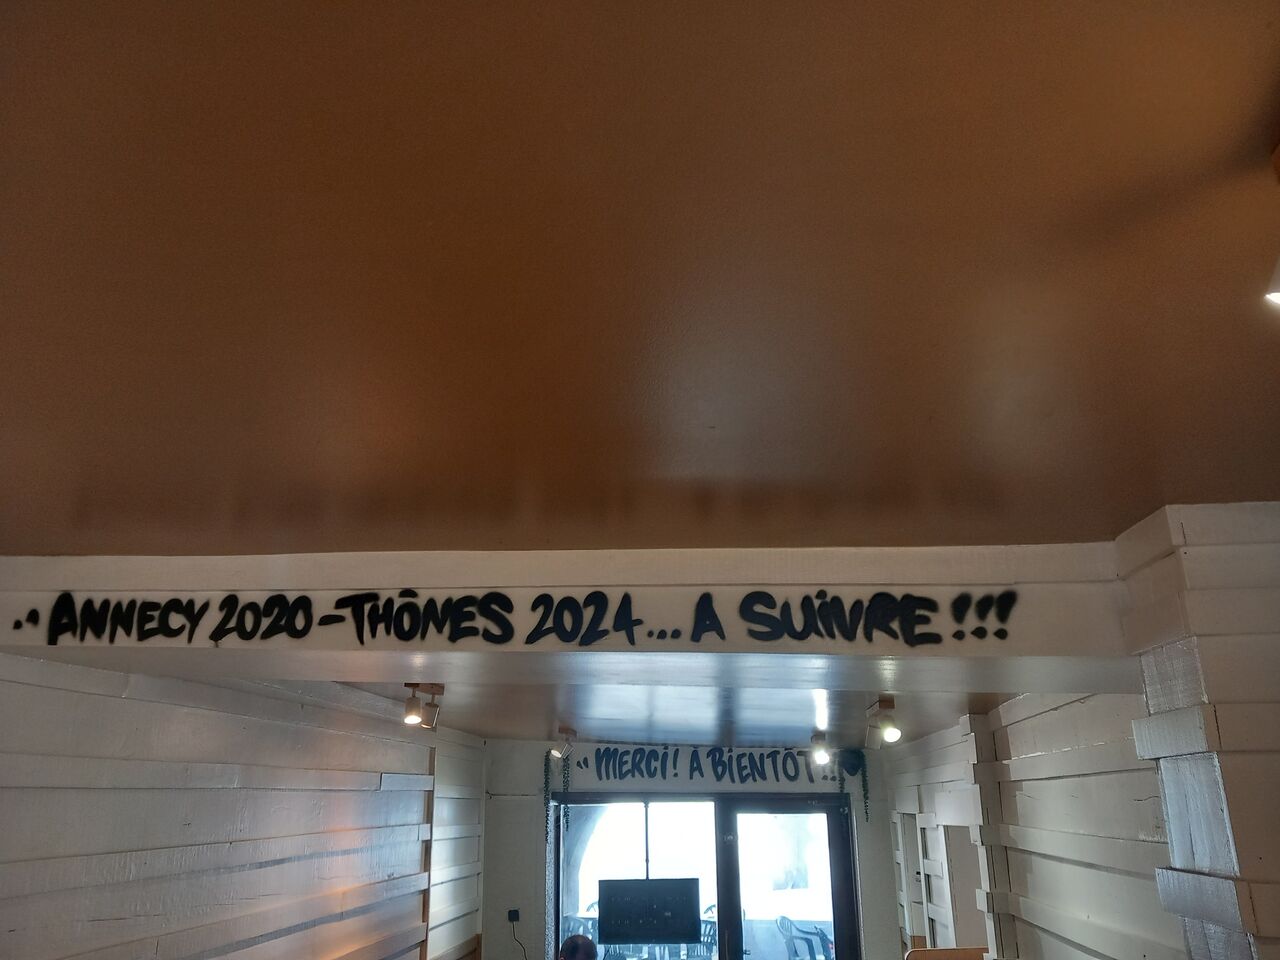 .. ANNECY 2020 - THÔNES 2024... A SUiVRE!!!
.. MERCi! À BiENTÔT!!